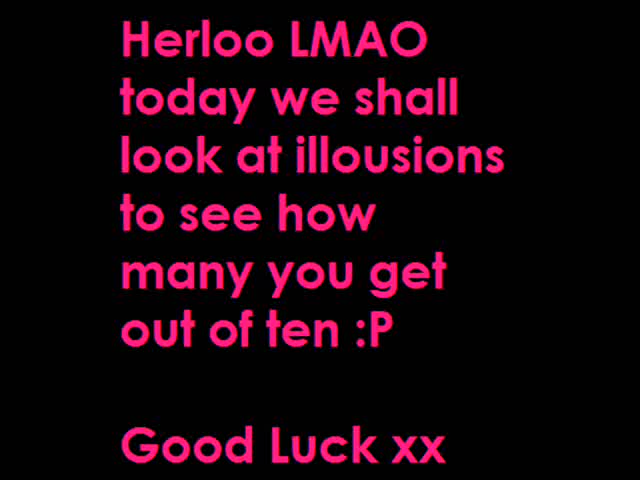 Herloo LMAO
today we shall
look at illousions
to see how
many you get
out of ten :P
Good Luck xx